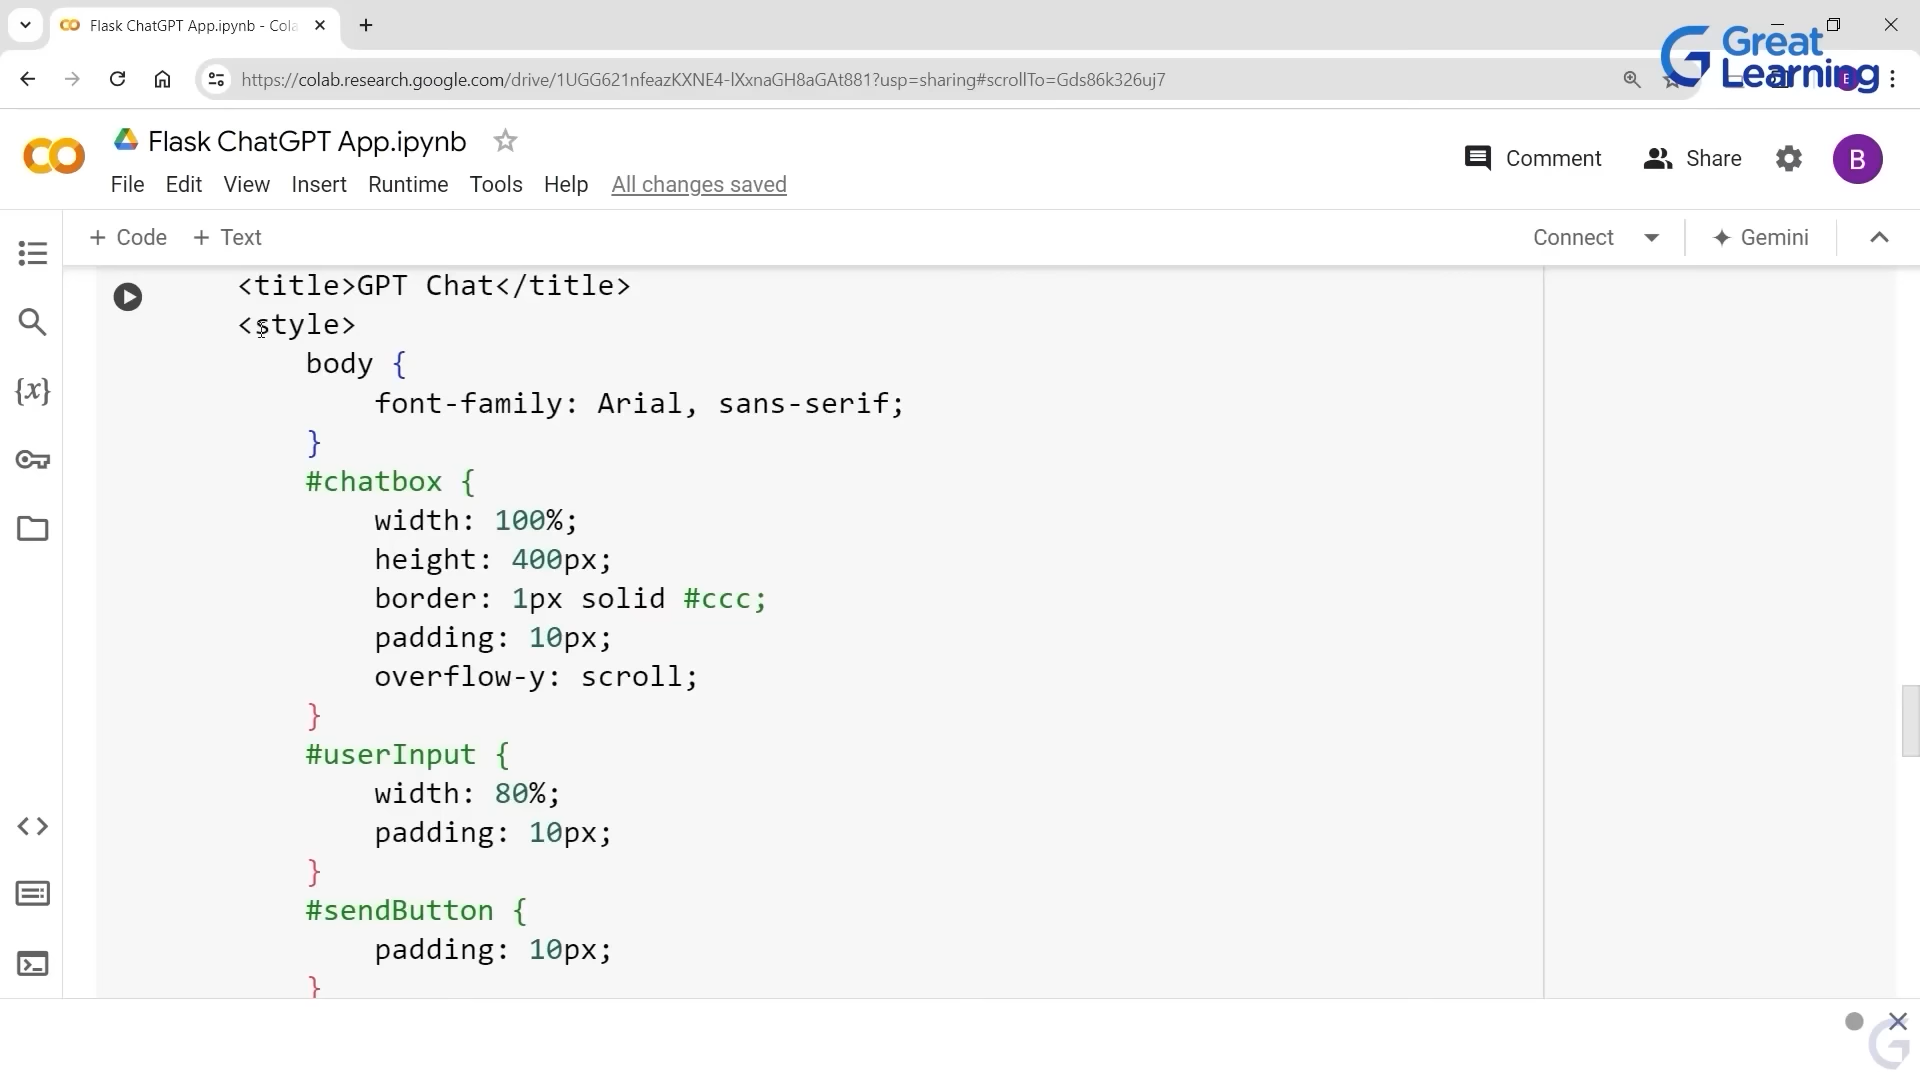 Flask ChatGPT App.ipynb - Cola
Great
Learning
https://colab.research.google.com/drive/1UGG621nfeazKXNE4-lXxnaGH8aGAt881?usp=sharing#scrollTo=Gds86k326uj7
E
Flask ChatGPT App.ipynb
Comment
Share
B
File Edit View Insert Runtime Tools Help All changes saved
+ Code + Text
Connect
Gemini
<title>GPT Chat</title>
<style>
body {
font-family: Arial, sans-serif;
}
#chatbox {
width: 100%;
height: 400px;
border: 1px solid #ccc;
padding: 10px;
overflow-y: scroll;
}
#userInput {
width: 80%;
padding: 10px;
}
#sendButton {
padding: 10px;
}
{x}